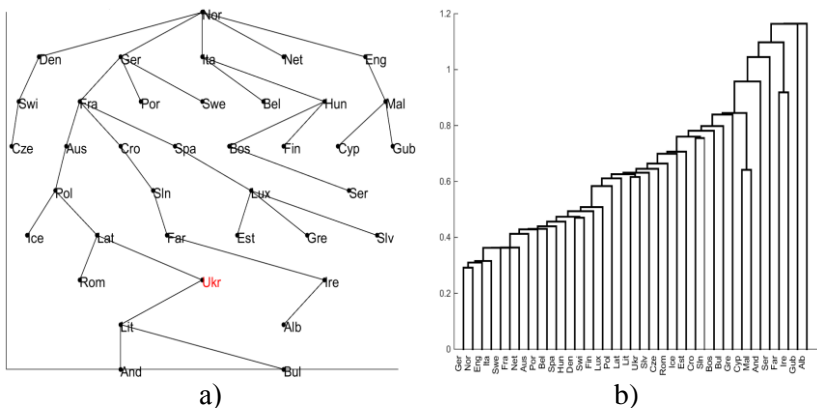 Nor
Den Ser Ita Net Eng
Swi Fra Por Swe Bel Hun Mal
Cze Aus Cro Spa Bos Fin Cyp Gub
Pol Sln Lux Ser
Ice Lat Far Est Gre Slv
Rom Ukr Ire
Lit Alb
And Bul
a)
1.2
1
0.8
0.6
0.4
0.2
0
Ger Nor Eng Ita Swe Fra Net Aus Por Bel Spa Hun Den Swi Fin Lux Pol Lat Lit Ukr Slv Cze Rom Ice Est Cro Sln Bos Bul Gre Cyp Mal And Ser Far Ire Gub Alb
b)